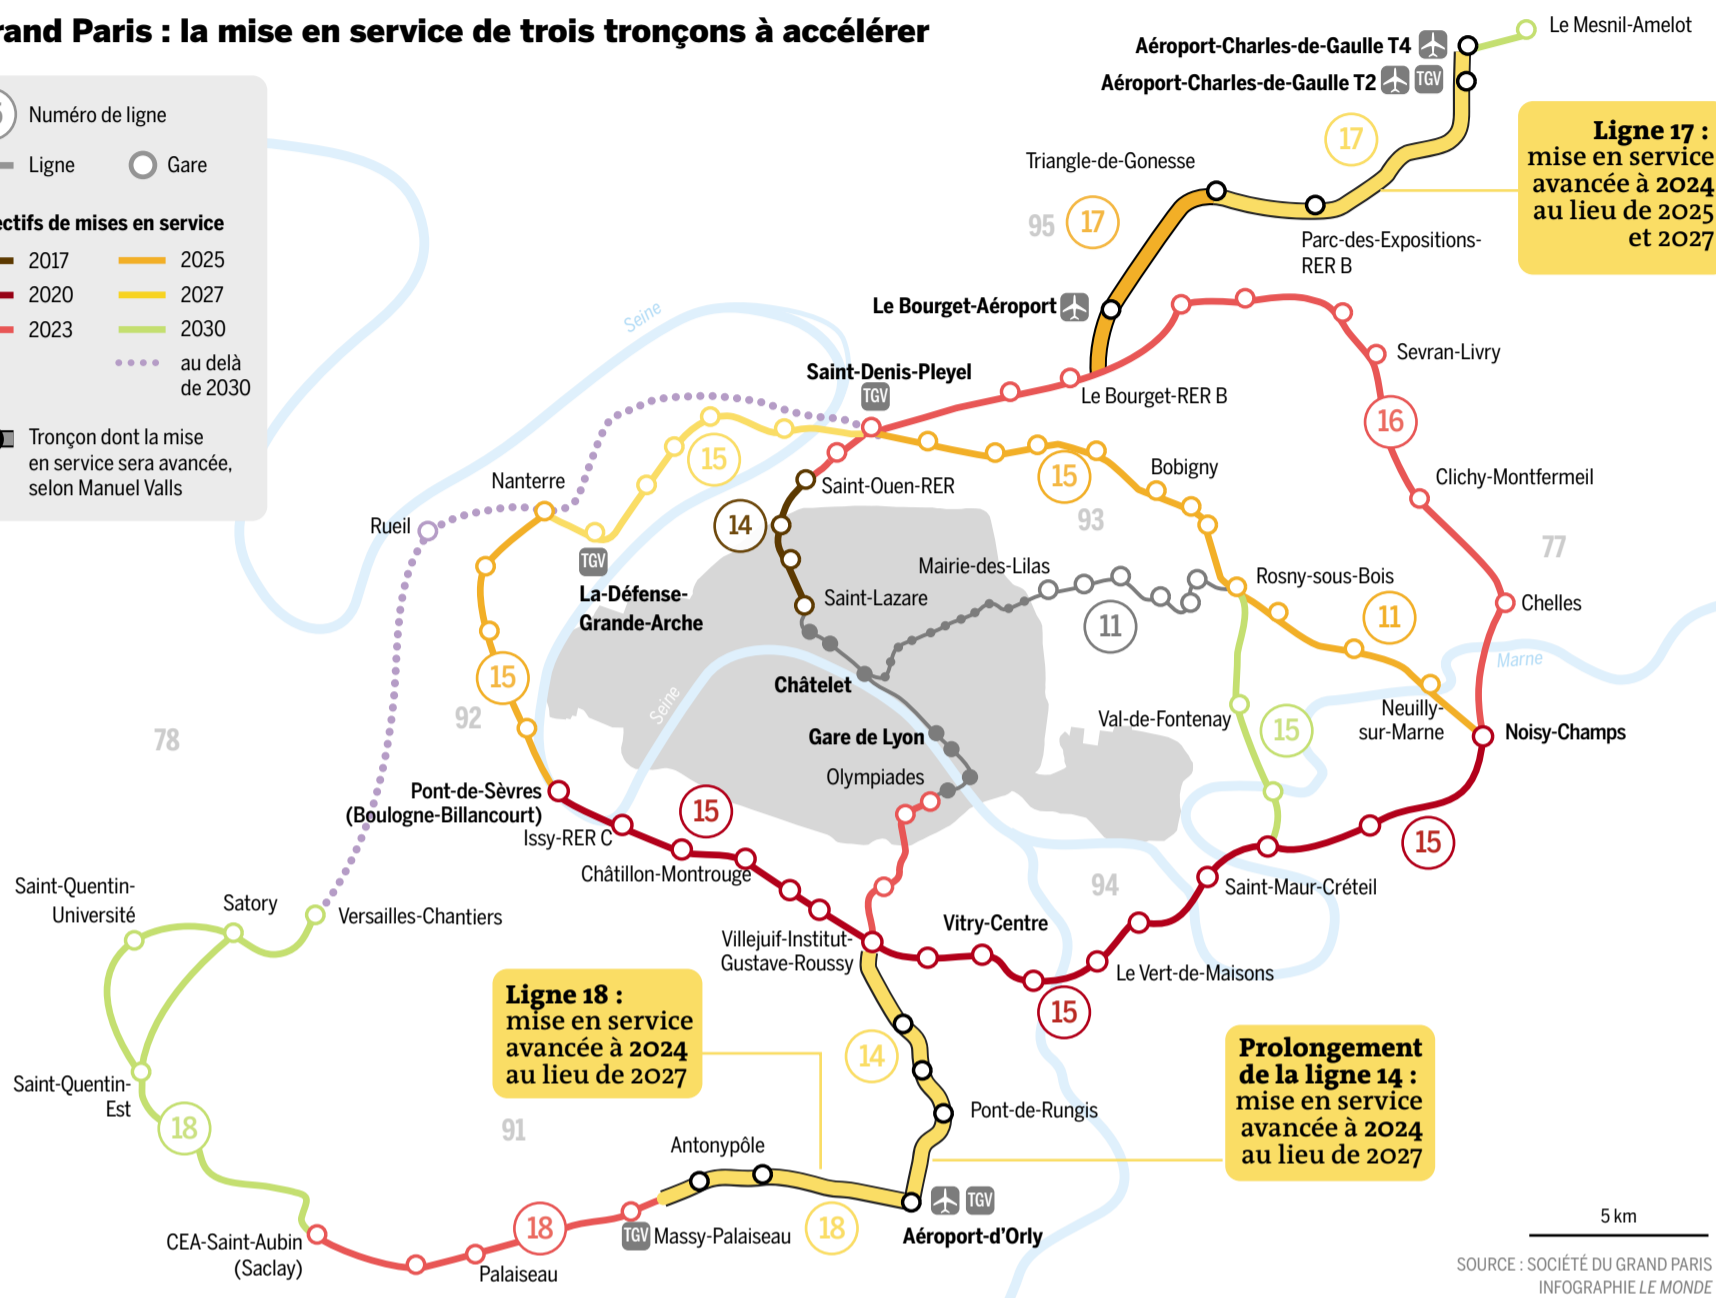 rand Paris : la mise en service de trois tronçons à accélérer
Numéro de ligne
Ligne
Gare
ectifs de mises en service
2017
2025
2020
2027
2023
2030
au delà
de 2030
Tronçon dont la mise
en service sera avancée,
selon Manuel Valls
Le Mesnil-Amelot
Aéroport-Charles-de-Gaulle T4
Aéroport-Charles-de-Gaulle T2
TGV
17
Ligne 17 :
mise en service
avancée à 2024
au lieu de 2025
et 2027
Triangle-de-Gonesse
95
17
Parc-des-Expositions-
RER B
Le Bourget-Aéroport
Seine
Sevran-Livry
Saint-Denis-Pleyel
TGV
Le Bourget-RER B
16
15
15
Bobigny
Clichy-Montfermeil
Nanterre
Saint-Ouen-RER
Rueil
14
93
77
TGV
La-Défense-
Grande-Arche
Mairie-des-Lilas
Rosny-sous-Bois
Saint-Lazare
11
11
Chelles
Marne
15
Châtelet
Seine
92
78
Gare de Lyon
Val-de-Fontenay
15
Neuilly-
sur-Marne
Noisy-Champs
Olympiades
Pont-de-Sèvres
(Boulogne-Billancourt)
15
Issy-RER C
15
Châtillon-Montrouge
94
Saint-Maur-Créteil
Saint-Quentin-
Université
Satory
Versailles-Chantiers
Vitry-Centre
Villejuif-Institut-
Gustave-Roussy
Le Vert-de-Maisons
15
Ligne 18 :
mise en service
avancée à 2024
au lieu de 2027
14
Prolongement
de la ligne 14 :
mise en service
avancée à 2024
au lieu de 2027
Saint-Quentin-
Est
18
91
Pont-de-Rungis
Antonypôle
TGV
18
18
TGV
Massy-Palaiseau
Aéroport-d'Orly
CEA-Saint-Aubin
(Saclay)
Palaiseau
5 km
SOURCE : SOCIÉTÉ DU GRAND PARIS
INFOGRAPHIE LE MONDE